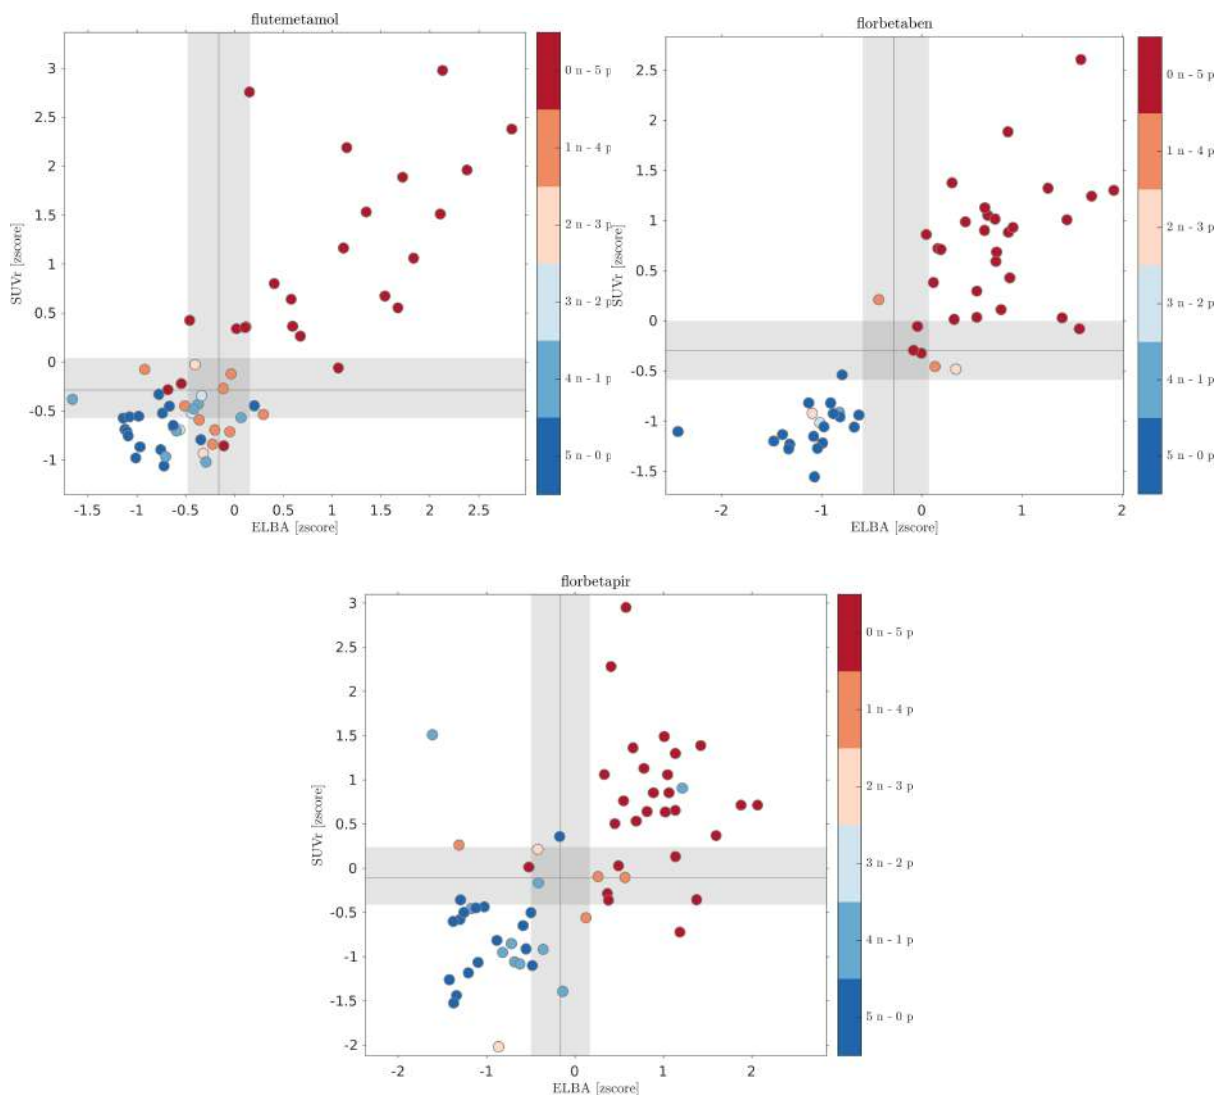 flutemetamol
3
2.5
2
1.5
1
0.5
0
-0.5
-1
SUVr [zscore]
-1.5 -1 -0.5 0 0.5 1 1.5 2 2.5
ELBA [zscore]
0 n - 5 p
1 n - 4 p
2 n - 3 p
3 n - 2 p
4 n - 1 p
5 n - 0 p
florbetaben
2.5
2
1.5
1
0.5
0
-0.5
-1
-1.5
SUVr [zscore]
-2 -1 0 1 2
ELBA [zscore]
0 n - 5 p
1 n - 4 p
2 n - 3 p
3 n - 2 p
4 n - 1 p
5 n - 0 p
florbetapir
3
2.5
2
1.5
1
0.5
0
-0.5
-1
-1.5
-2
SUVr [zscore]
-2 -1 0 1 2
ELBA [zscore]
0 n - 5 p
1 n - 4 p
2 n - 3 p
3 n - 2 p
4 n - 1 p
5 n - 0 p